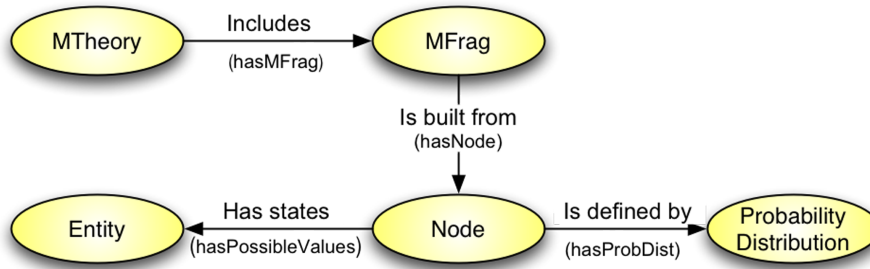 MTheory
Includes
(hasMFrag)
MFrag
Is built from
(hasNode)
Entity
Has states
(hasPossibleValues)
Node
Is defined by
(hasProbDist)
Probability
Distribution